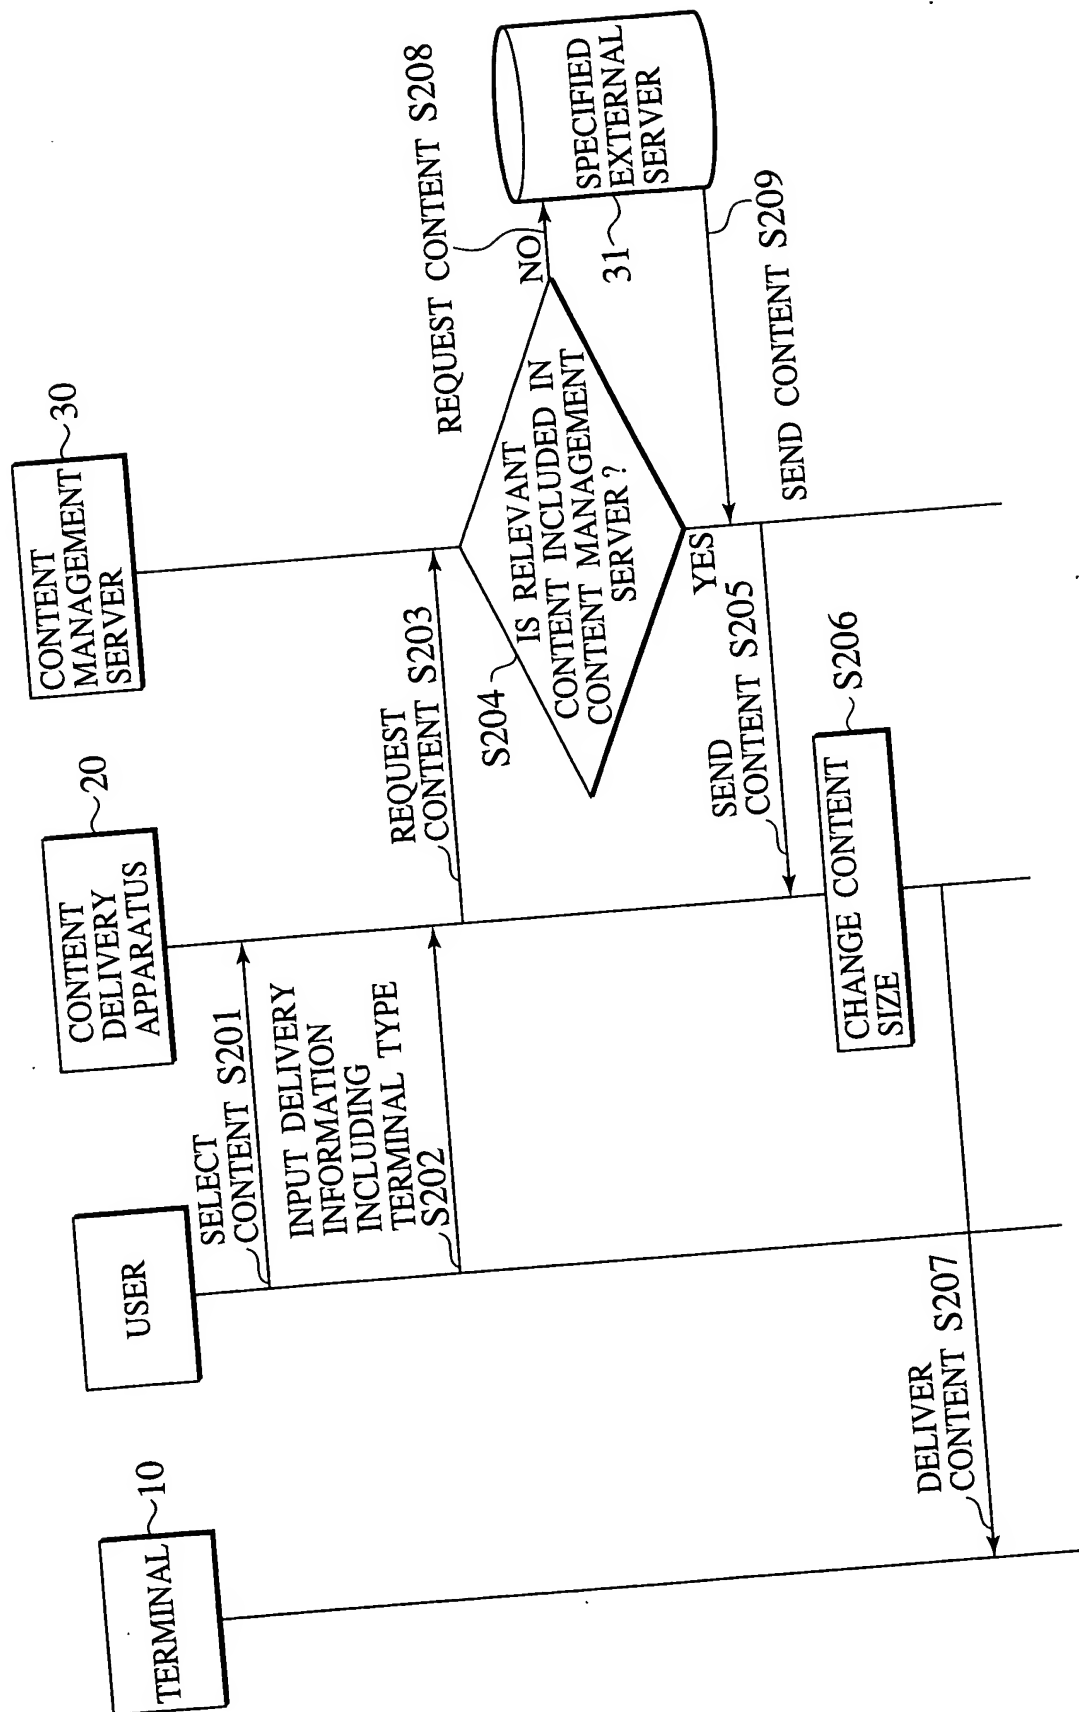 TERMINAL
10
USER
CONTENT
DELIVERY
APPARATUS
20
CONTENT
MANAGEMENT
SERVER
30
SELECT
CONTENT S201
INPUT DELIVERY
INFORMATION
INCLUDING
TERMINAL TYPE
S202
REQUEST
CONTENT S203
S204
IS RELEVANT
CONTENT INCLUDED IN
CONTENT MANAGEMENT
SERVER ?
NO
REQUEST CONTENT S208
SPECIFIED
EXTERNAL
SERVER
31
YES
SEND CONTENT S209
SEND
CONTENT S205
CHANGE CONTENT
SIZE
S206
DELIVER
CONTENT S207